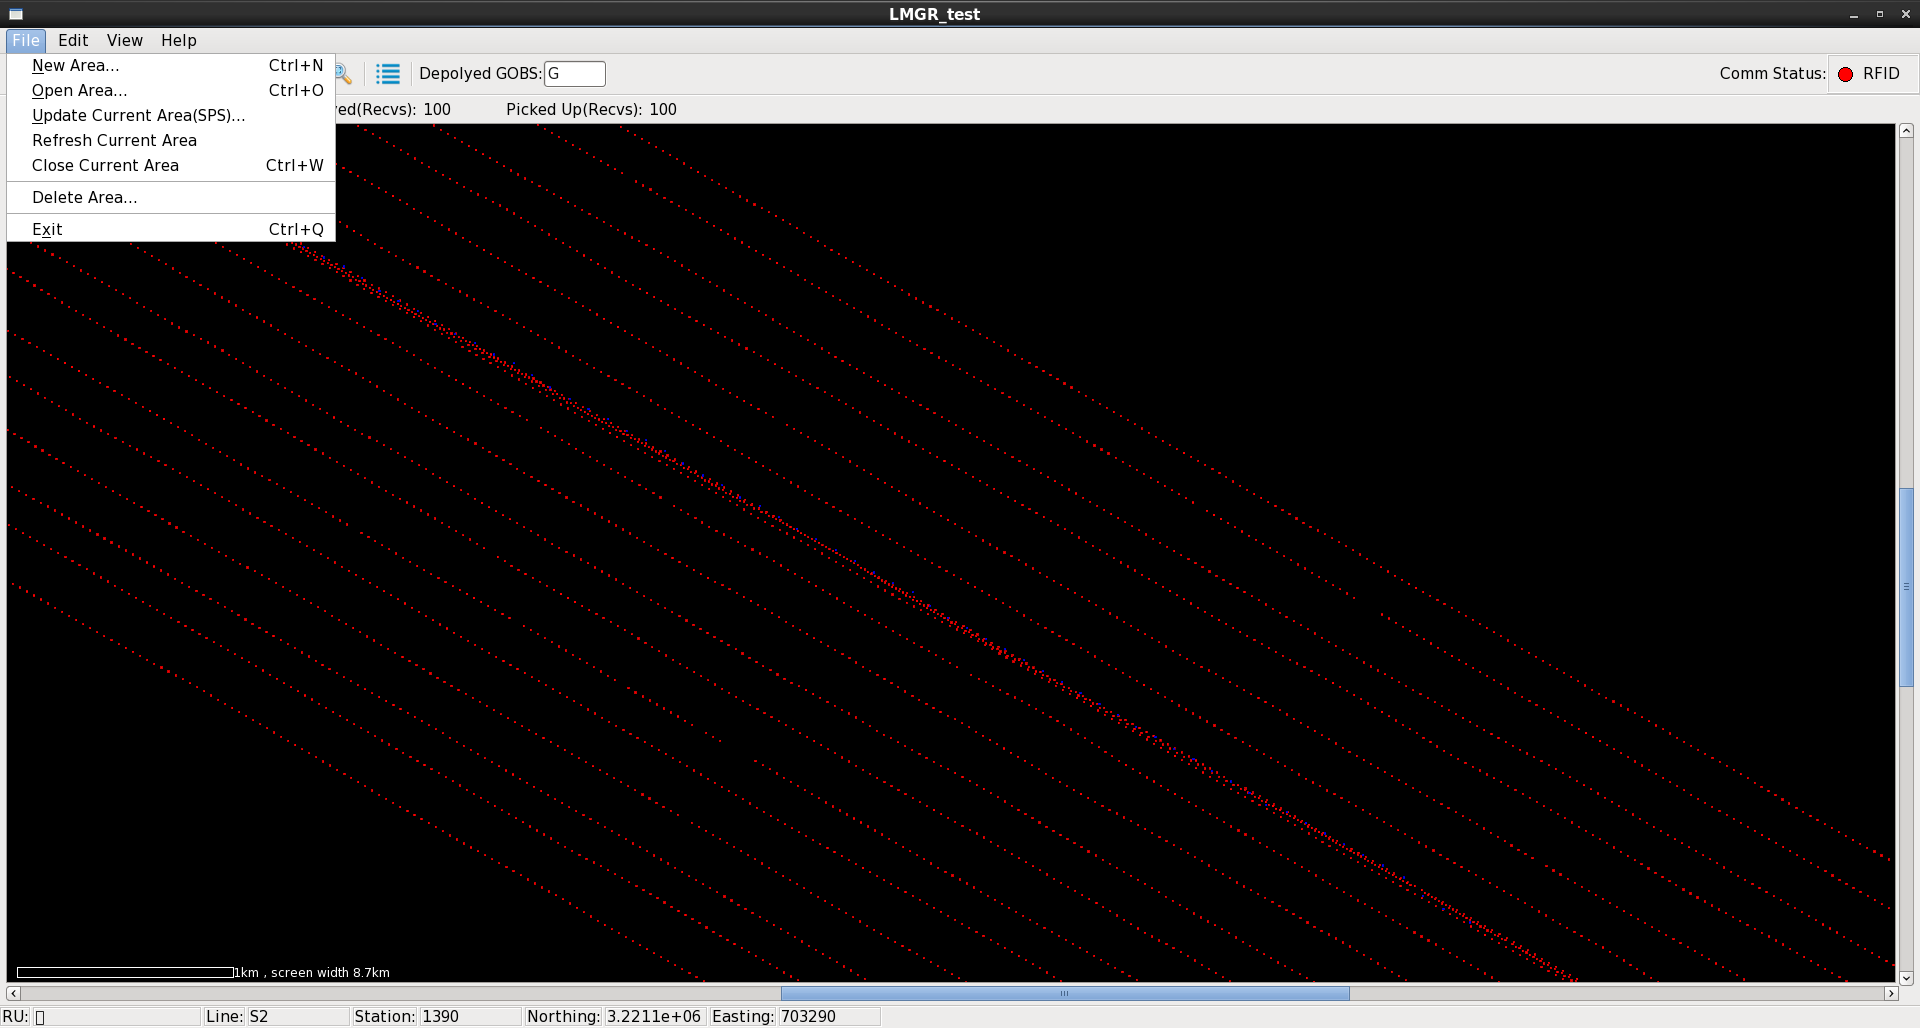 LMGR_test
File Edit View Help
New Area... Ctrl+N
Open Area... Ctrl+O
Update Current Area(SPS)...
Refresh Current Area
Close Current Area Ctrl+W
Delete Area...
Exit Ctrl+Q
Depolyed GOBS: G
Comm Status: RFID
yed(Recvs): 100 Picked Up(Recvs): 100
1km , screen width 8.7km
RU: Line: S2 Station: 1390 Northing: 3.2211e+06 Easting: 703290